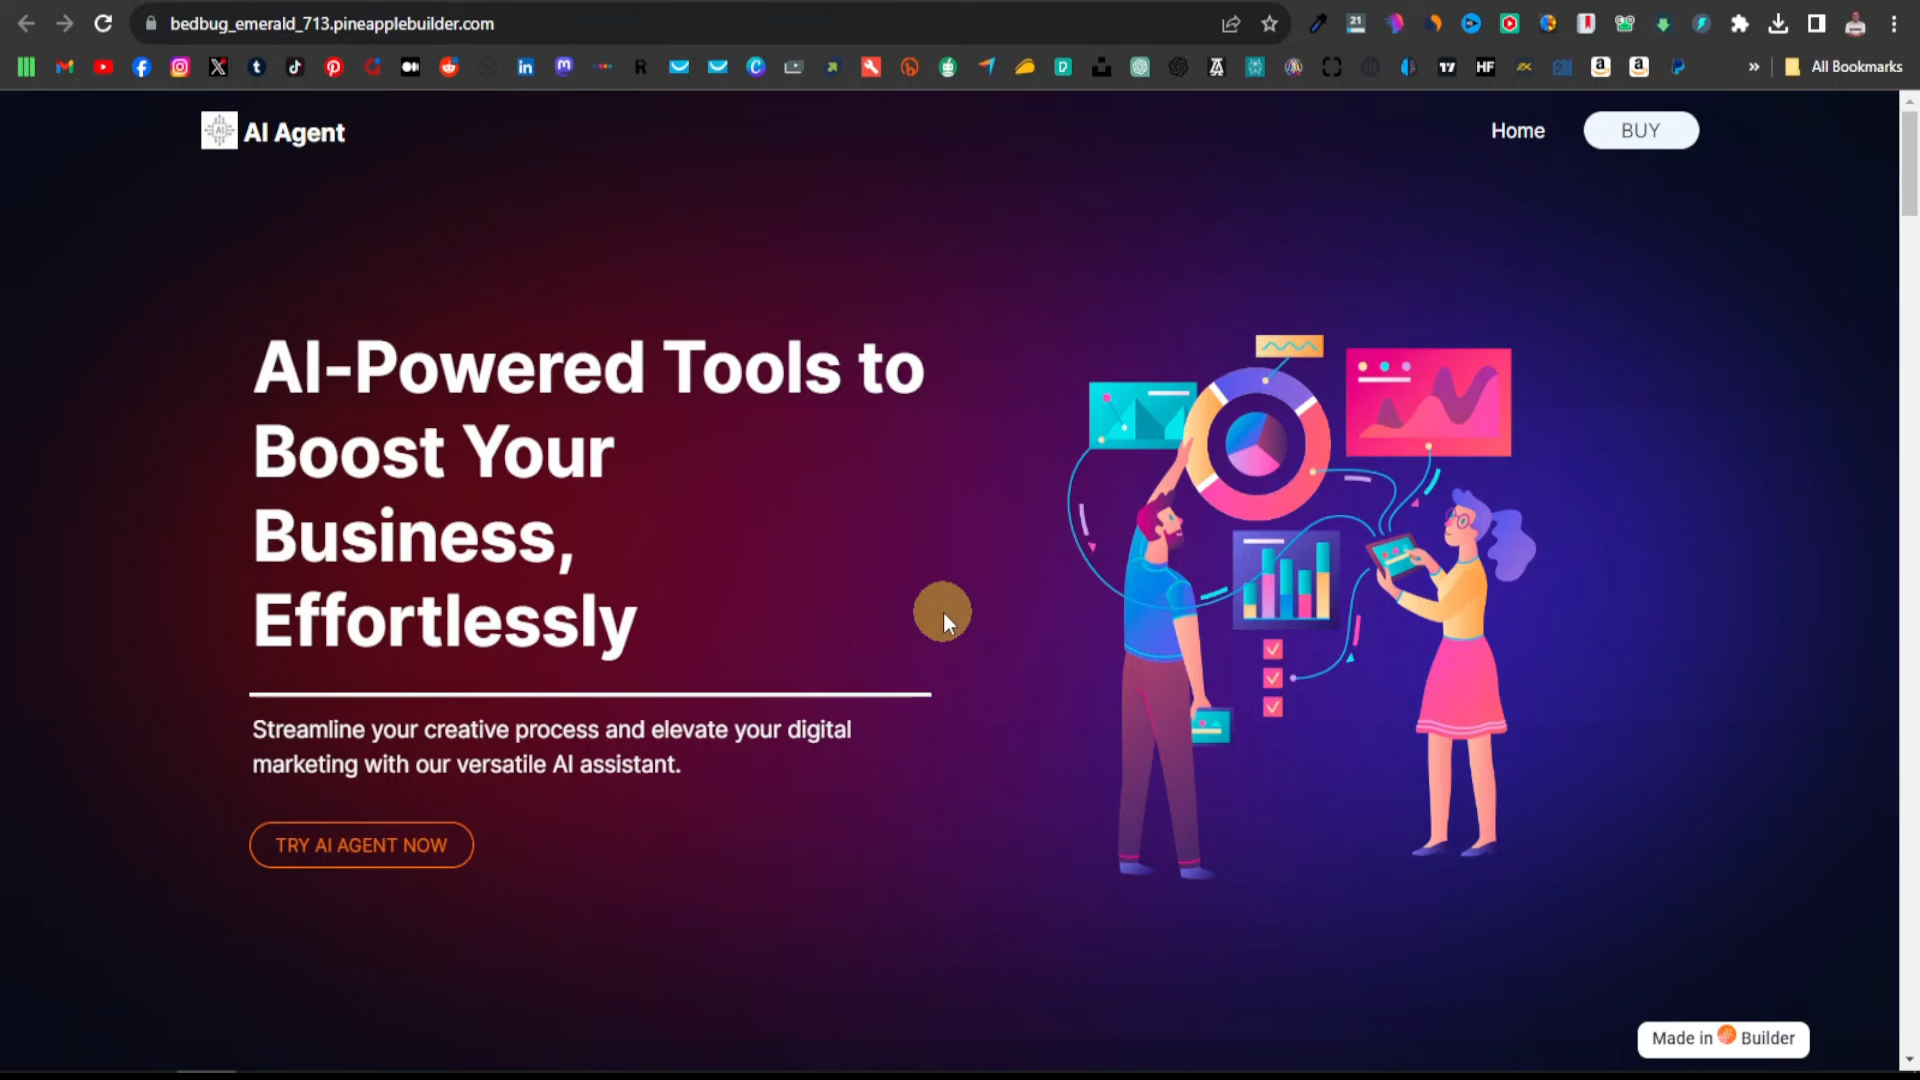 bedbug_emerald_713.pineapplebuilder.com
21
All Bookmarks
AI Agent
Home
BUY
AI-Powered Tools to
Boost Your
Business,
Effortlessly
Streamline your creative process and elevate your digital
marketing with our versatile AI assistant.
TRY AI AGENT NOW
Made in Builder